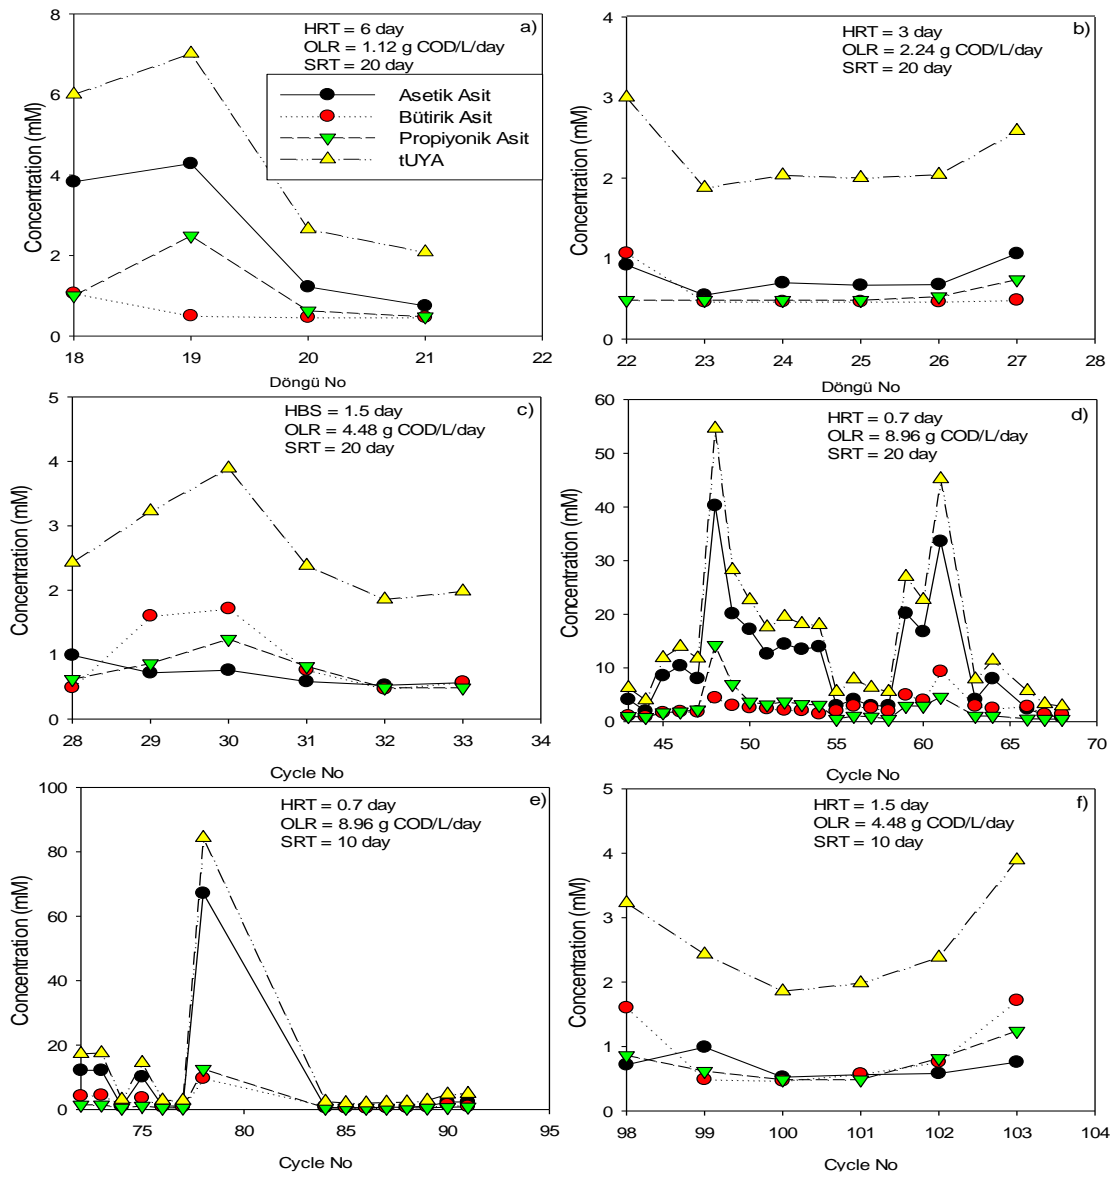 a)
HRT = 6 day
OLR = 1.12 g COD/L/day
SRT = 20 day
Asetik Asit
Bütirik Asit
Propiyonik Asit
tUYA
Concentration (mM)
8
6
4
2
0
18 19 20 21 22
Döngü No
b)
HRT = 3 day
OLR = 2.24 g COD/L/day
SRT = 20 day
Concentration (mM)
4
3
2
1
0
22 23 24 25 26 27 28
Döngü No
c)
HBS = 1.5 day
OLR = 4.48 g COD/L/day
SRT = 20 day
Concentration (mM)
5
4
3
2
1
0
28 29 30 31 32 33 34
Cycle No
d)
HRT = 0.7 day
OLR = 8.96 g COD/L/day
SRT = 20 day
Concentration (mM)
60
50
40
30
20
10
0
45 50 55 60 65 70
Cycle No
e)
HRT = 0.7 day
OLR = 8.96 g COD/L/day
SRT = 10 day
Concentration (mM)
100
80
60
40
20
0
75 80 85 90 95
Cycle No
f)
HRT = 1.5 day
OLR = 4.48 g COD/L/day
SRT = 10 day
Concentration (mM)
5
4
3
2
1
0
98 99 100 101 102 103 104
Cycle No